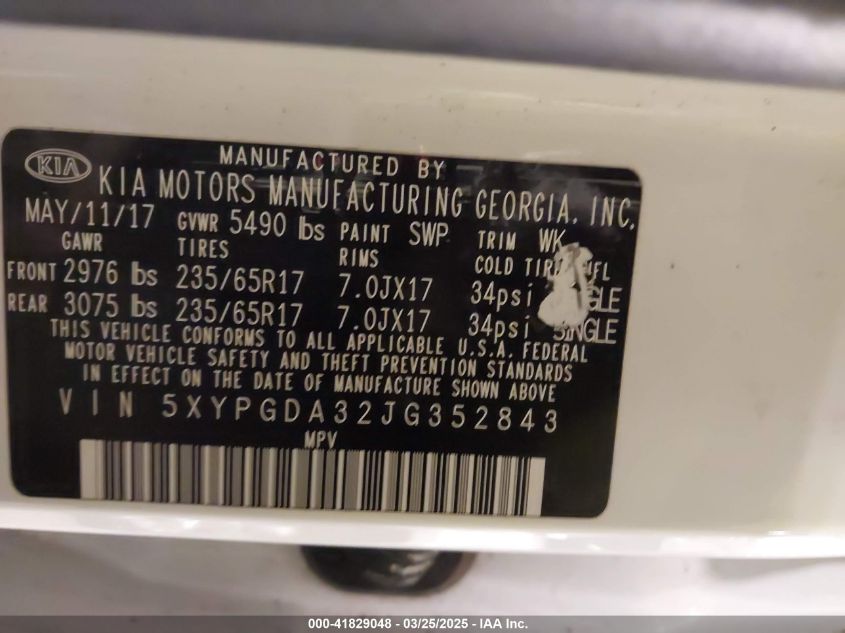 KIA MANUFACTURED BY
KIA MOTORS MANUFACTURING GEORGIA, INC.
MAY/11/17 GVWR 5490 lbs PAINT SWP TRIM WK
GAWR TIRES RIMS COLD TIRE INFL
FRONT 2976 lbs 235/65R17 7.0JX17 34psi
REAR 3075 lbs 235/65R17 7.0JX17 34psi SINGLE
THIS VEHICLE CONFORMS TO ALL APPLICABLE U.S.A. FEDERAL
MOTOR VEHICLE SAFETY AND THEFT PREVENTION STANDARDS
IN EFFECT ON THE DATE OF MANUFACTURE SHOWN ABOVE
VIN 5XYPGDA32JG352843
MPV
000-41829048 - 03/25/2025 - IAA Inc.